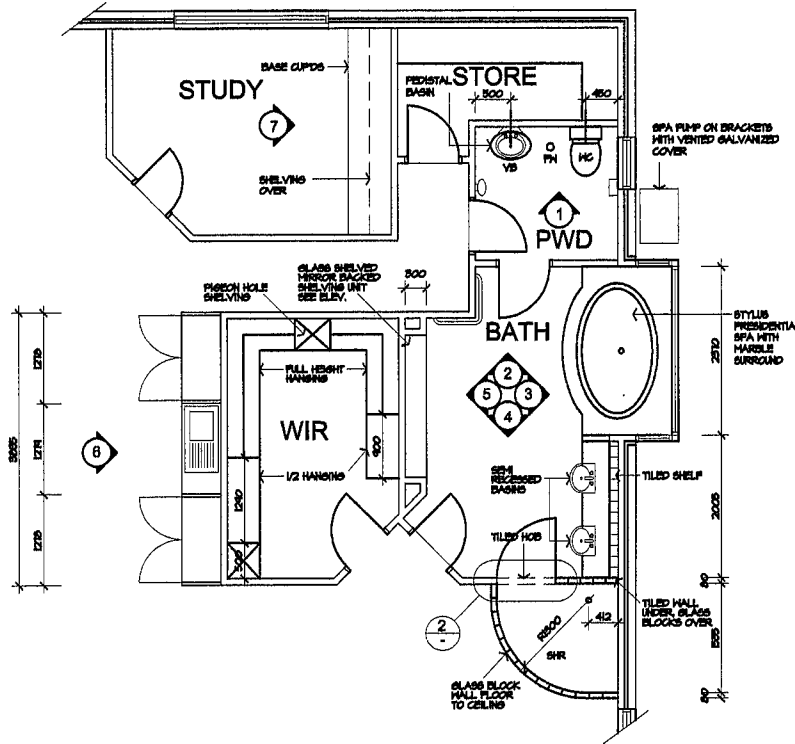 STUDY
BASE CUPDS
SHELVING
OVER
7
STORE
PEDISTAL
BASIN
500
450
VB
FW
WC
1
PWD
SPA PUMP ON BRACKETS
WITH VENTED GALVANIZED
COVER
GLASS SHELVED
MIRROR BACKED
SHELVING UNIT
SEE ELEV.
300
PIGEON HOLE
SHELVING
FULL HEIGHT
HANGING
WIR
1/2 HANGING
900
1240
BATH
2
5
3
4
STYLUS
PRESIDENTIA
SPA WITH
MARBLE
SURROUND
SEMI
RECESSED
BASINS
TILED SHELF
TILED HOB
2005
80
TILED WALL
UNDER, GLASS
BLOCKS OVER
412
SHR
80
GLASS BLOCK
WALL FLOOR
TO CEILING
2
-
6